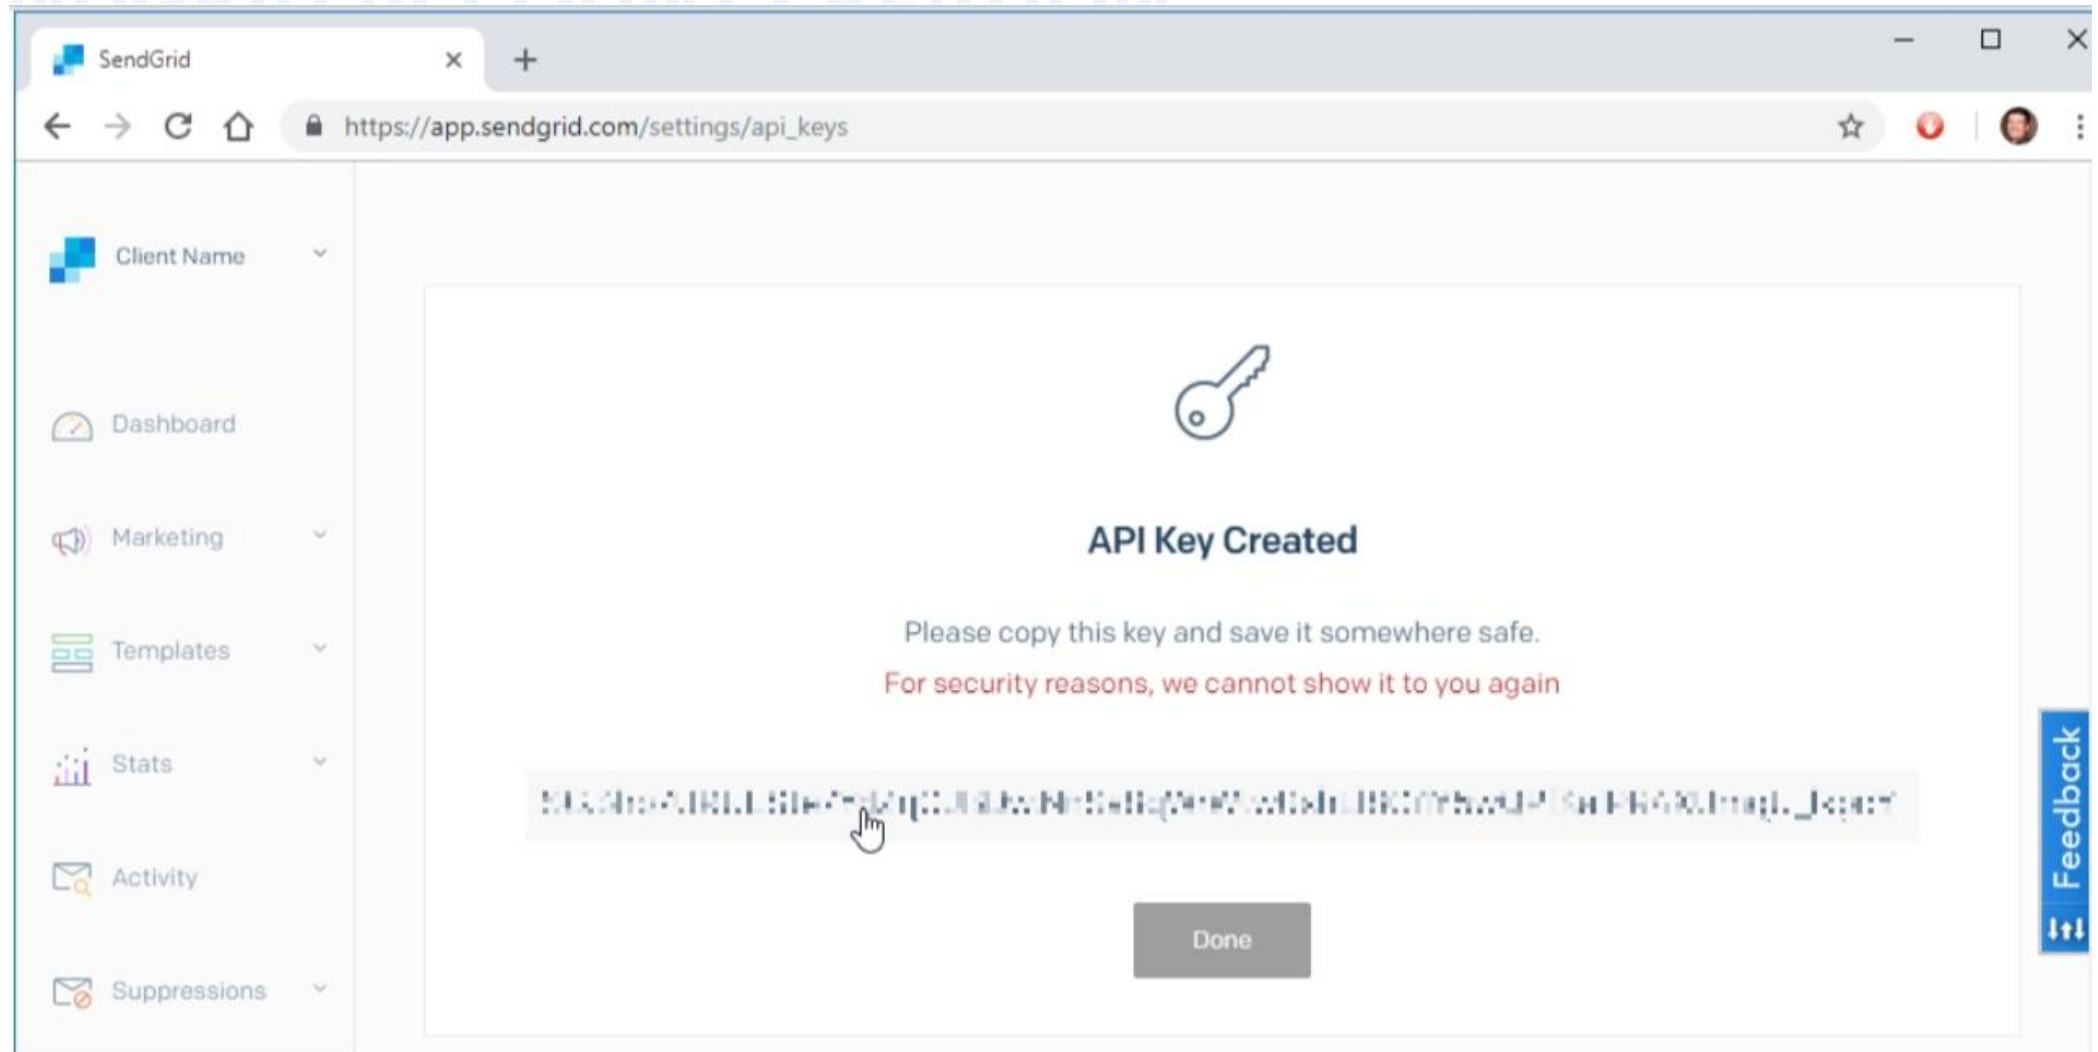 SendGrid
https://app.sendgrid.com/settings/api_keys
Client Name
Dashboard
Marketing
Templates
Stats
Activity
Suppressions
API Key Created
Please copy this key and save it somewhere safe.
For security reasons, we cannot show it to you again
Done
Feedback